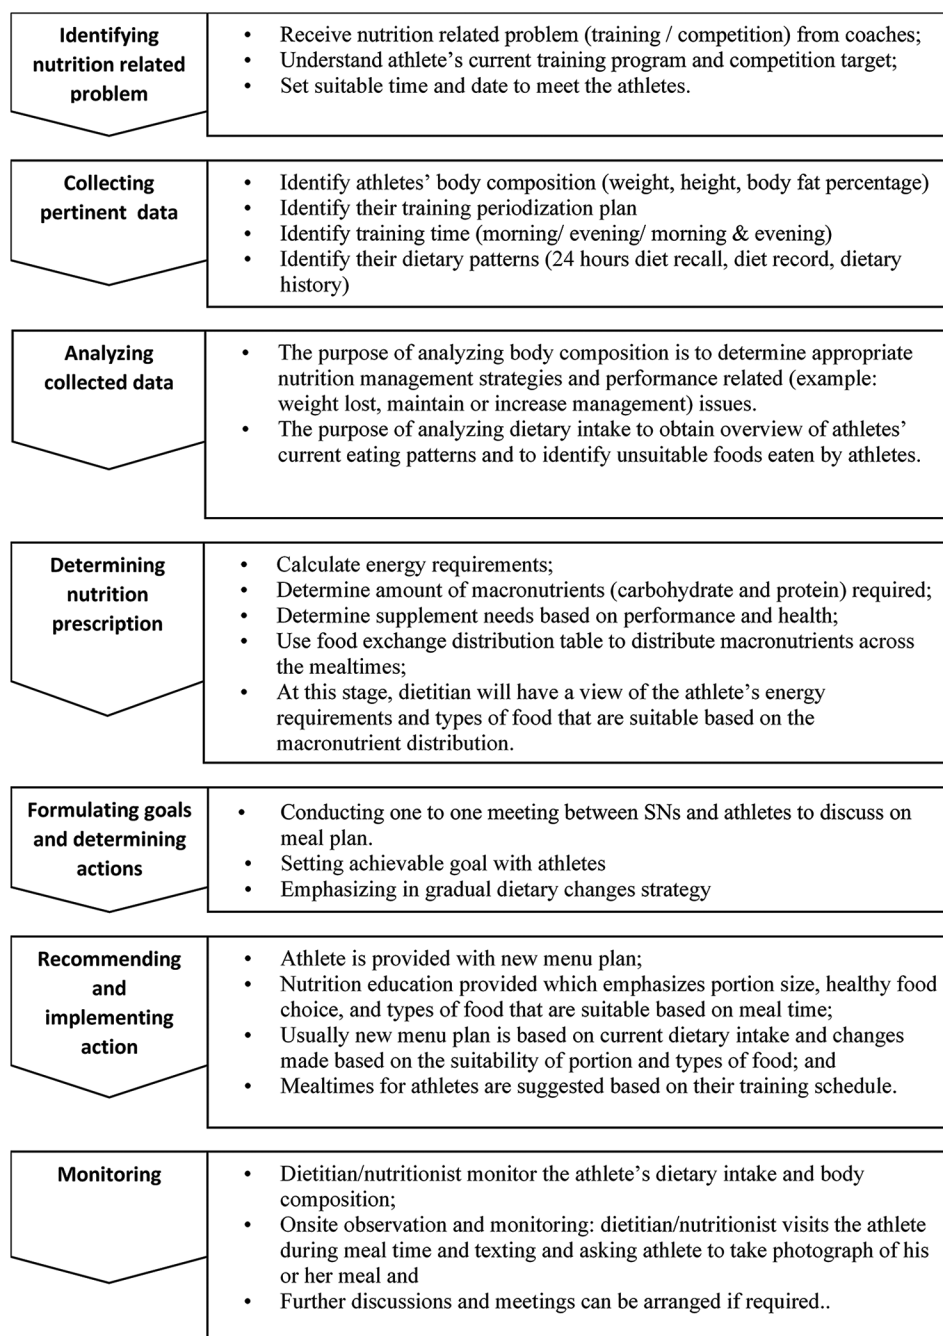 Identifying
nutrition related
problem
• Receive nutrition related problem (training / competition) from coaches;
• Understand athlete's current training program and competition target;
• Set suitable time and date to meet the athletes.
Collecting
pertinent data
• Identify athletes' body composition (weight, height, body fat percentage)
• Identify their training periodization plan
• Identify training time (morning/ evening/ morning & evening)
• Identify their dietary patterns (24 hours diet recall, diet record, dietary
history)
Analyzing
collected data
• The purpose of analyzing body composition is to determine appropriate
nutrition management strategies and performance related (example:
weight lost, maintain or increase management) issues.
• The purpose of analyzing dietary intake to obtain overview of athletes'
current eating patterns and to identify unsuitable foods eaten by athletes.
Determining
nutrition
prescription
• Calculate energy requirements;
• Determine amount of macronutrients (carbohydrate and protein) required;
• Determine supplement needs based on performance and health;
• Use food exchange distribution table to distribute macronutrients across
the mealtimes;
• At this stage, dietitian will have a view of the athlete's energy
requirements and types of food that are suitable based on the
macronutrient distribution.
Formulating goals
and determining
actions
• Conducting one to one meeting between SNs and athletes to discuss on
meal plan.
• Setting achievable goal with athletes
• Emphasizing in gradual dietary changes strategy
Recommending
and
implementing
action
• Athlete is provided with new menu plan;
• Nutrition education provided which emphasizes portion size, healthy food
choice, and types of food that are suitable based on meal time;
• Usually new menu plan is based on current dietary intake and changes
made based on the suitability of portion and types of food; and
• Mealtimes for athletes are suggested based on their training schedule.
Monitoring
• Dietitian/nutritionist monitor the athlete's dietary intake and body
composition;
• Onsite observation and monitoring: dietitian/nutritionist visits the athlete
during meal time and texting and asking athlete to take photograph of his
or her meal and
• Further discussions and meetings can be arranged if required..